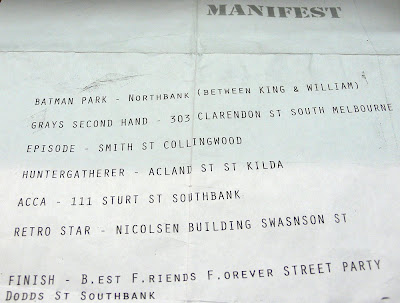 MANIFEST
BATMAN PARK - NORTHBANK (BETWEEN KING & WILLIAM)
GRAYS SECOND HAND - 303 CLARENDON ST SOUTH MELBOURNE
EPISODE - SMITH ST COLLINGWOOD
HUNTERGATHERER - ACLAND ST ST KILDA
ACCA - 111 STURT ST SOUTHBANK
RETRO STAR - NICOLSEN BUILDING SWASNSON ST
FINISH - B.EST F.RIENDS F.OREVER STREET PARTY
DODDS ST SOUTHBANK